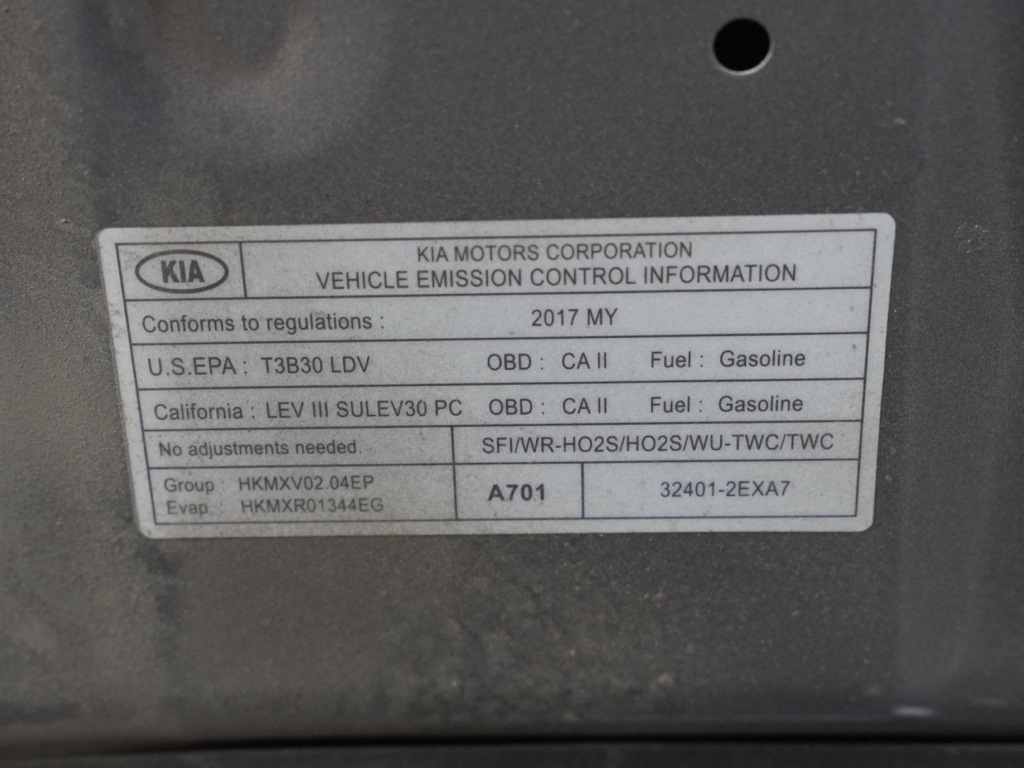 KIA
KIA MOTORS CORPORATION
VEHICLE EMISSION CONTROL INFORMATION
Conforms to regulations : 2017 MY
U.S.EPA : T3B30 LDV OBD : CA II Fuel : Gasoline
California : LEV III SULEV30 PC OBD : CA II Fuel : Gasoline
No adjustments needed. SFI/WR-HO2S/HO2S/WU-TWC/TWC
Group : HKMXV02.04EP
Evap : HKMXR01344EG
A701 32401-2EXA7